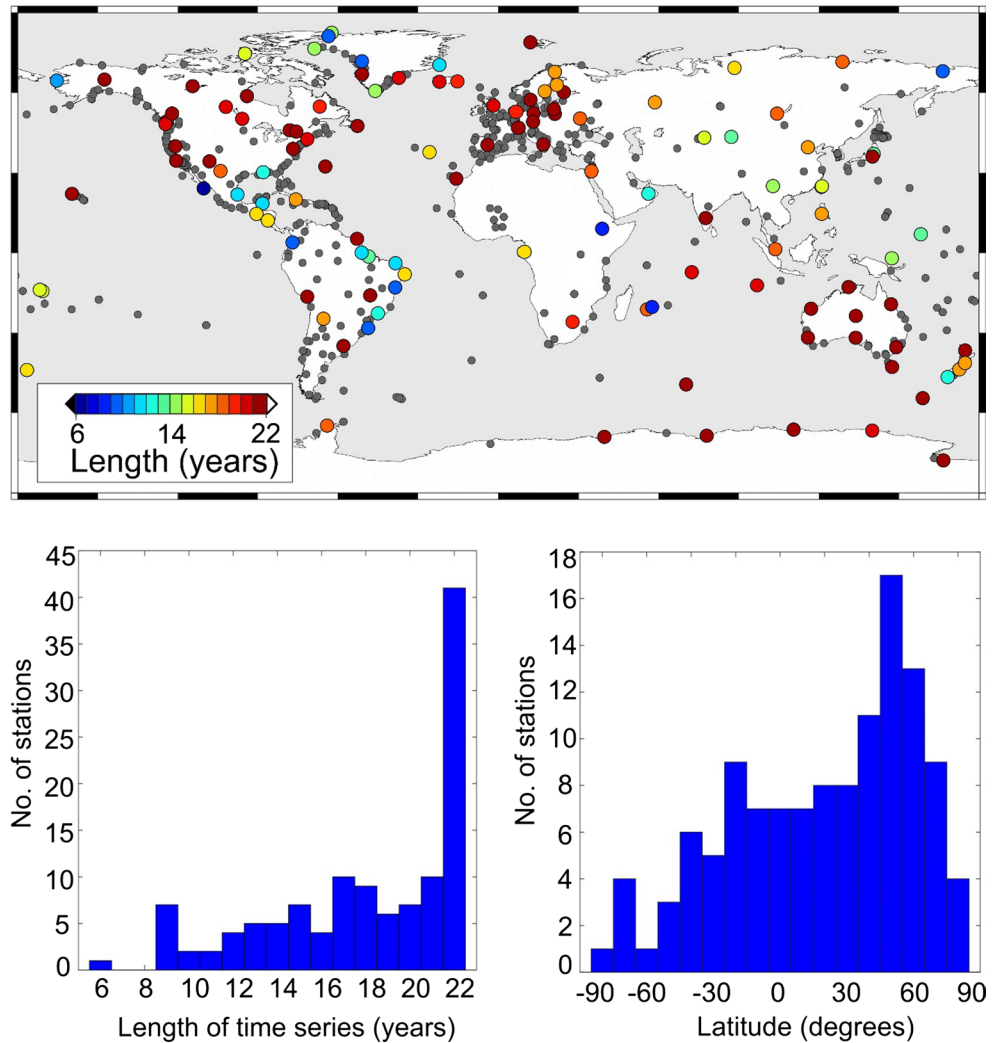 6 14 22
Length (years)
45
40
35
30
25
20
15
10
5
0
No. of stations
6 8 10 12 14 16 18 20 22
Length of time series (years)
18
16
14
12
10
8
6
4
2
0
No. of stations
-90 -60 -30 0 30 60 90
Latitude (degrees)